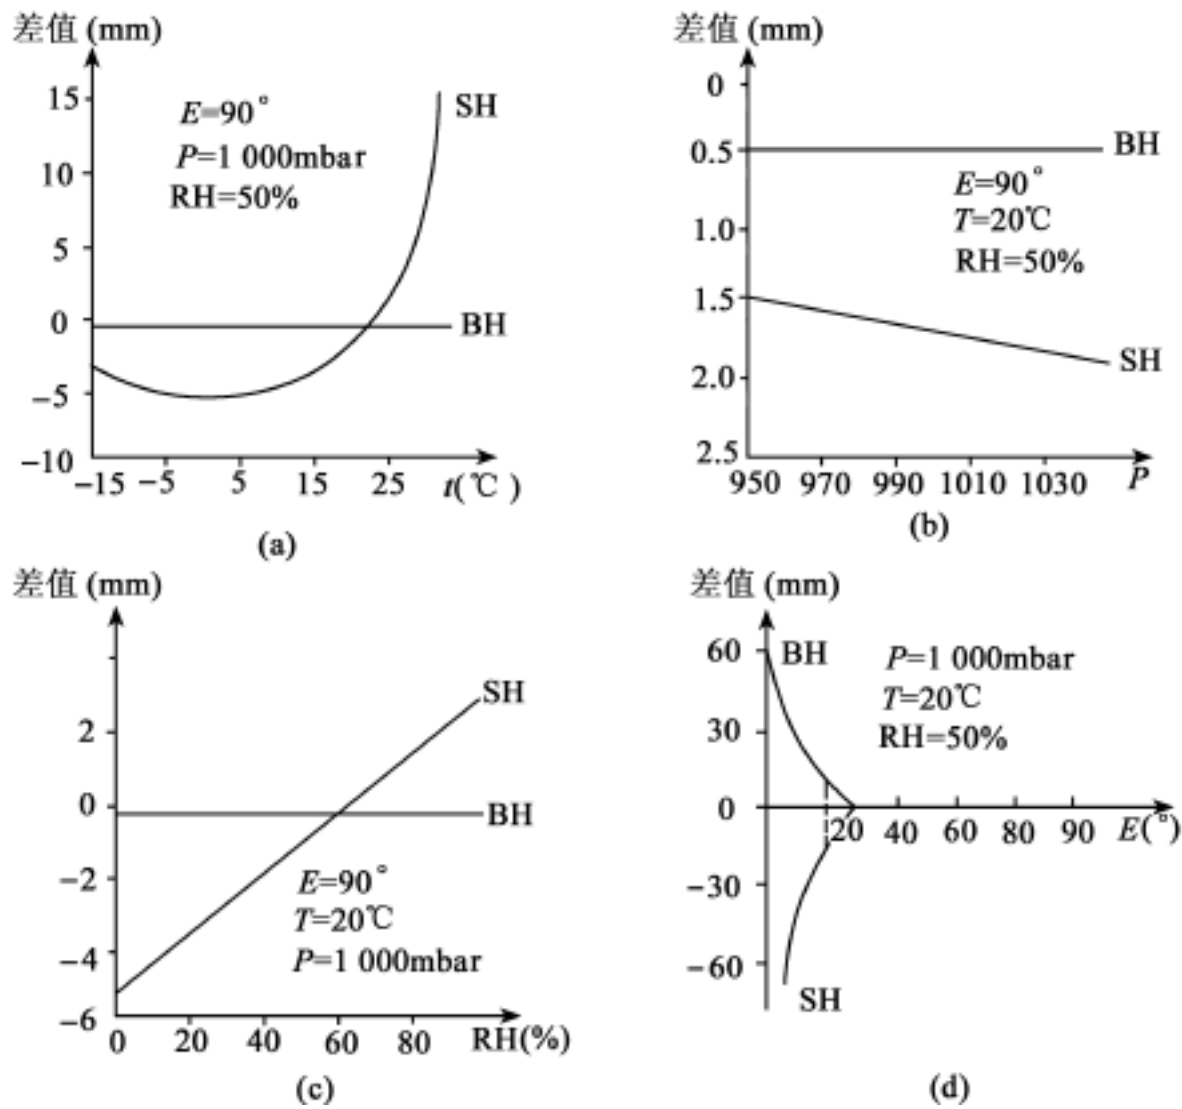 差值 (mm)
15
10
5
0
−5
−10
−15 −5 5 15 25 t(℃)
E=90°
P=1 000mbar
RH=50%
SH
BH
(a)
差值 (mm)
0
0.5
1.0
1.5
2.0
2.5
950 970 990 1010 1030 P
BH
E=90°
T=20℃
RH=50%
SH
(b)
差值 (mm)
2
0
−2
−4
−6
0 20 40 60 80 RH(%)
SH
BH
E=90°
T=20℃
P=1 000mbar
(c)
差值 (mm)
60
30
0
−30
−60
BH
P=1 000mbar
T=20℃
RH=50%
20 40 60 80 90 E(°)
SH
(d)